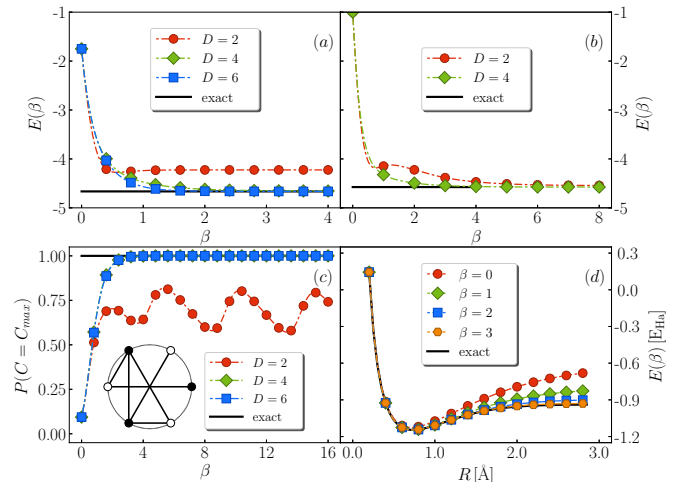 -1
-2
-3
-4
-5
E(β)
0
1
2
3
4
β
(a)
D = 2
D = 4
D = 6
exact
-1
-2
-3
-4
-5
E(β)
0
2
4
6
8
β
(b)
D = 2
D = 4
exact
1.00
0.75
0.50
0.25
0.00
P(C = C_max)
0
4
8
12
16
β
(c)
D = 2
D = 4
D = 6
exact
0.3
0.0
-0.3
-0.6
-0.9
-1.2
E(β) [E_Ha]
0.0
1.0
2.0
3.0
R [Å]
(d)
β = 0
β = 1
β = 2
β = 3
exact